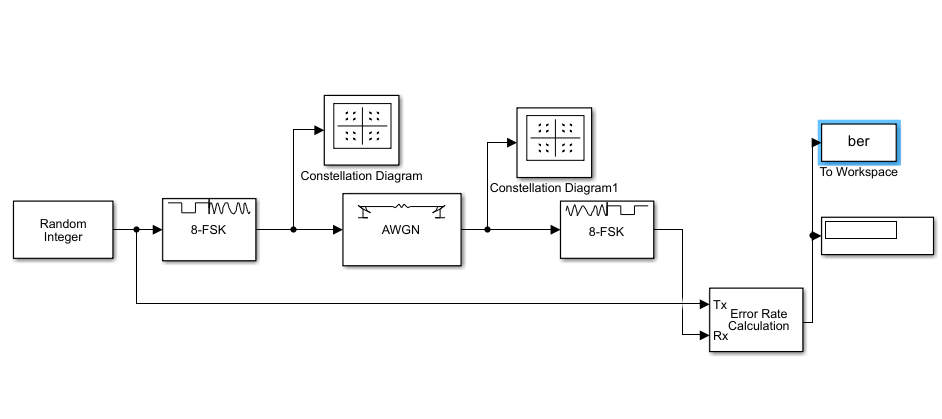 Constellation Diagram
Constellation Diagram1
ber
To Workspace
Random
Integer
8-FSK
AWGN
8-FSK
Tx
Rx
Error Rate
Calculation